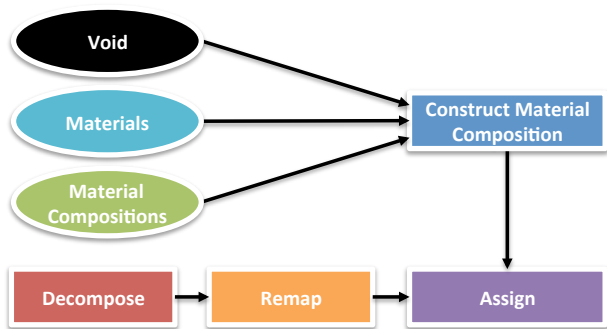 Void
Materials
Construct Material
Composition
Material
Compositions
Decompose
Remap
Assign